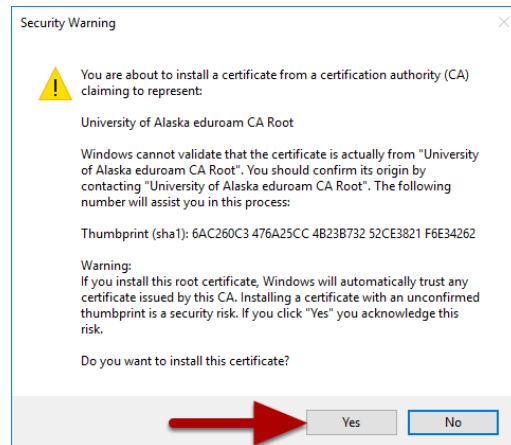 Security Warning
You are about to install a certificate from a certification authority (CA)
claiming to represent:
University of Alaska eduroam CA Root
Windows cannot validate that the certificate is actually from "University
of Alaska eduroam CA Root". You should confirm its origin by
contacting "University of Alaska eduroam CA Root". The following
number will assist you in this process:
Thumbprint (sha1): 6AC260C3 476A25CC 4B23B732 52CE3821 F6E34262
Warning:
If you install this root certificate, Windows will automatically trust any
certificate issued by this CA. Installing a certificate with an unconfirmed
thumbprint is a security risk. If you click "Yes" you acknowledge this
risk.
Do you want to install this certificate?
Yes
No